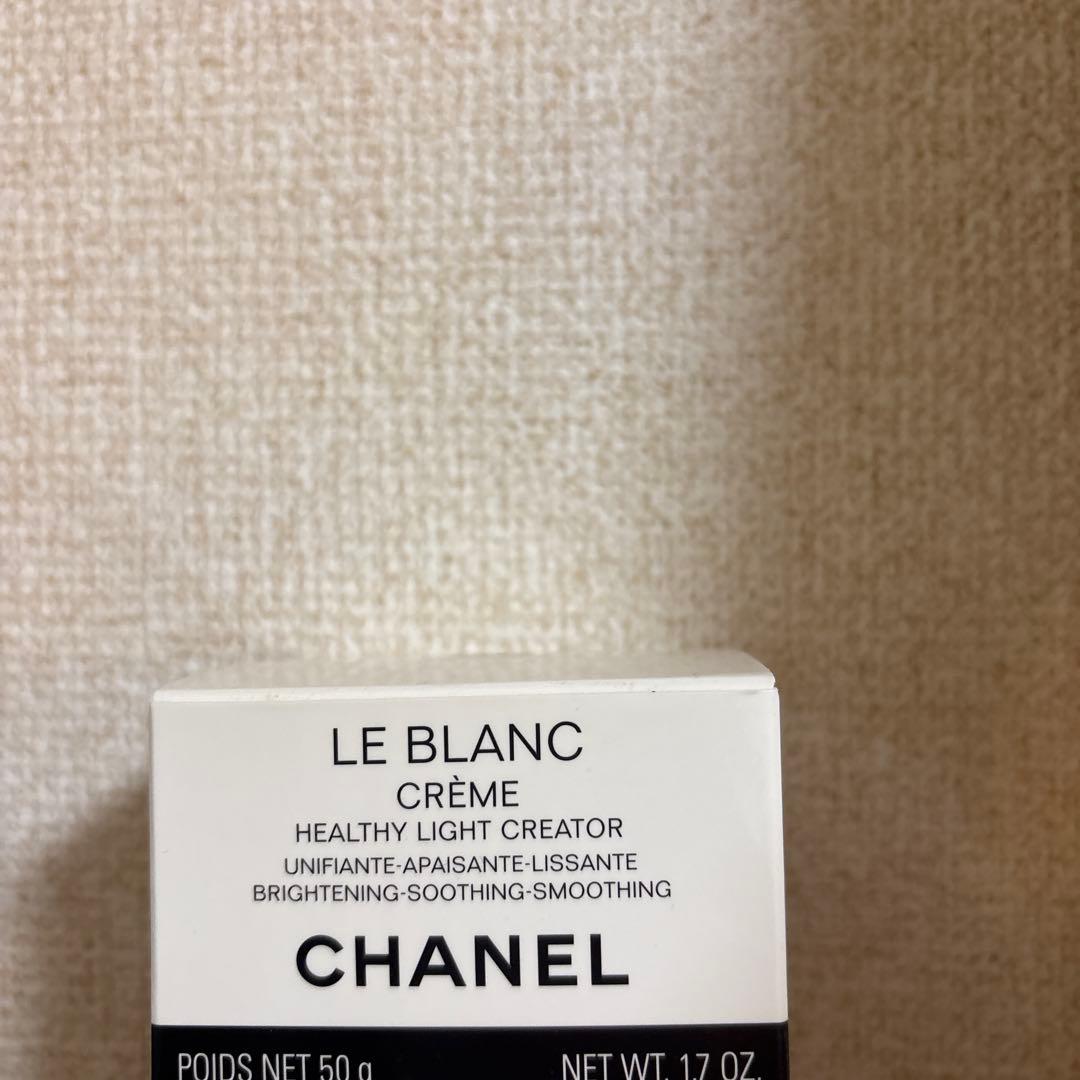 LE BLANC
CRÈME
HEALTHY LIGHT CREATOR
UNIFIANTE-APAISANTE-LISSANTE
BRIGHTENING-SOOTHING-SMOOTHING
CHANEL
POIDS NET 50 g NET WT. 1.7 OZ.